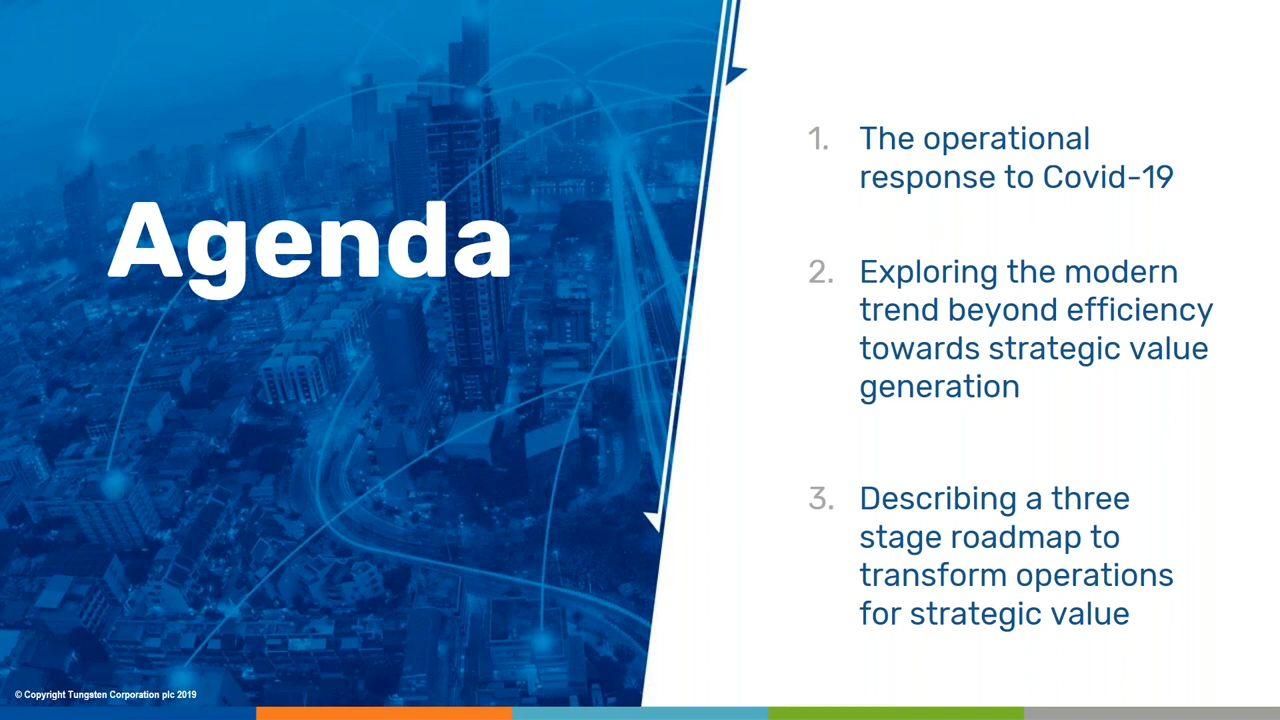 Agenda
1. The operational
response to Covid-19
2. Exploring the modern
trend beyond efficiency
towards strategic value
generation
3. Describing a three
stage roadmap to
transform operations
for strategic value
© Copyright Tungsten Corporation plc 2019